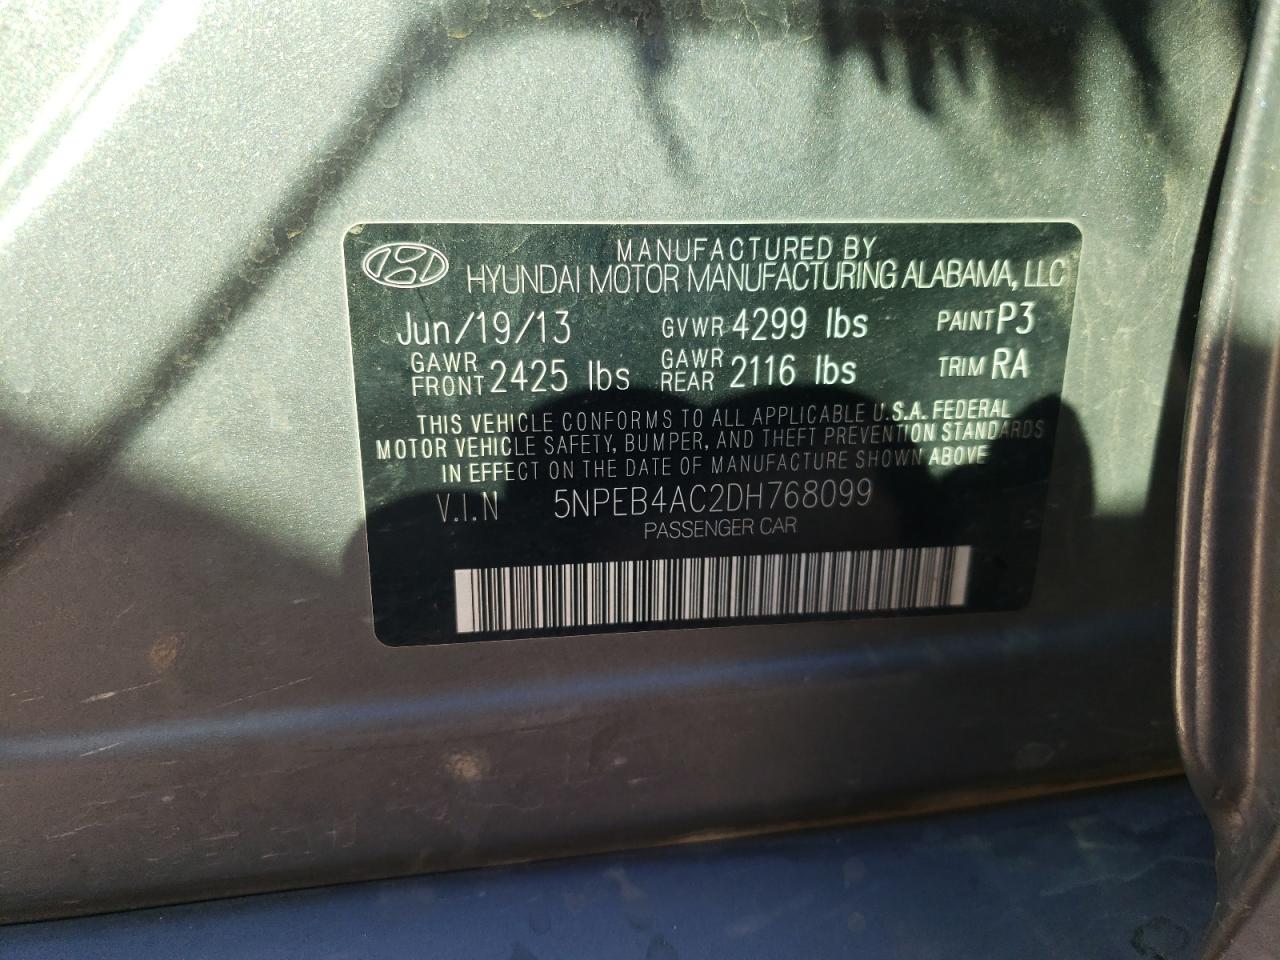 MANUFACTURED BY
HYUNDAI MOTOR MANUFACTURING ALABAMA, LLC
Jun/19/13 GVWR 4299 lbs PAINT P3
GAWR FRONT 2425 lbs GAWR REAR 2116 lbs TRIM RA
THIS VEHICLE CONFORMS TO ALL APPLICABLE U.S.A. FEDERAL
MOTOR VEHICLE SAFETY, BUMPER, AND THEFT PREVENTION STANDARDS
IN EFFECT ON THE DATE OF MANUFACTURE SHOWN ABOVE
V.I.N 5NPEB4AC2DH768099
PASSENGER CAR